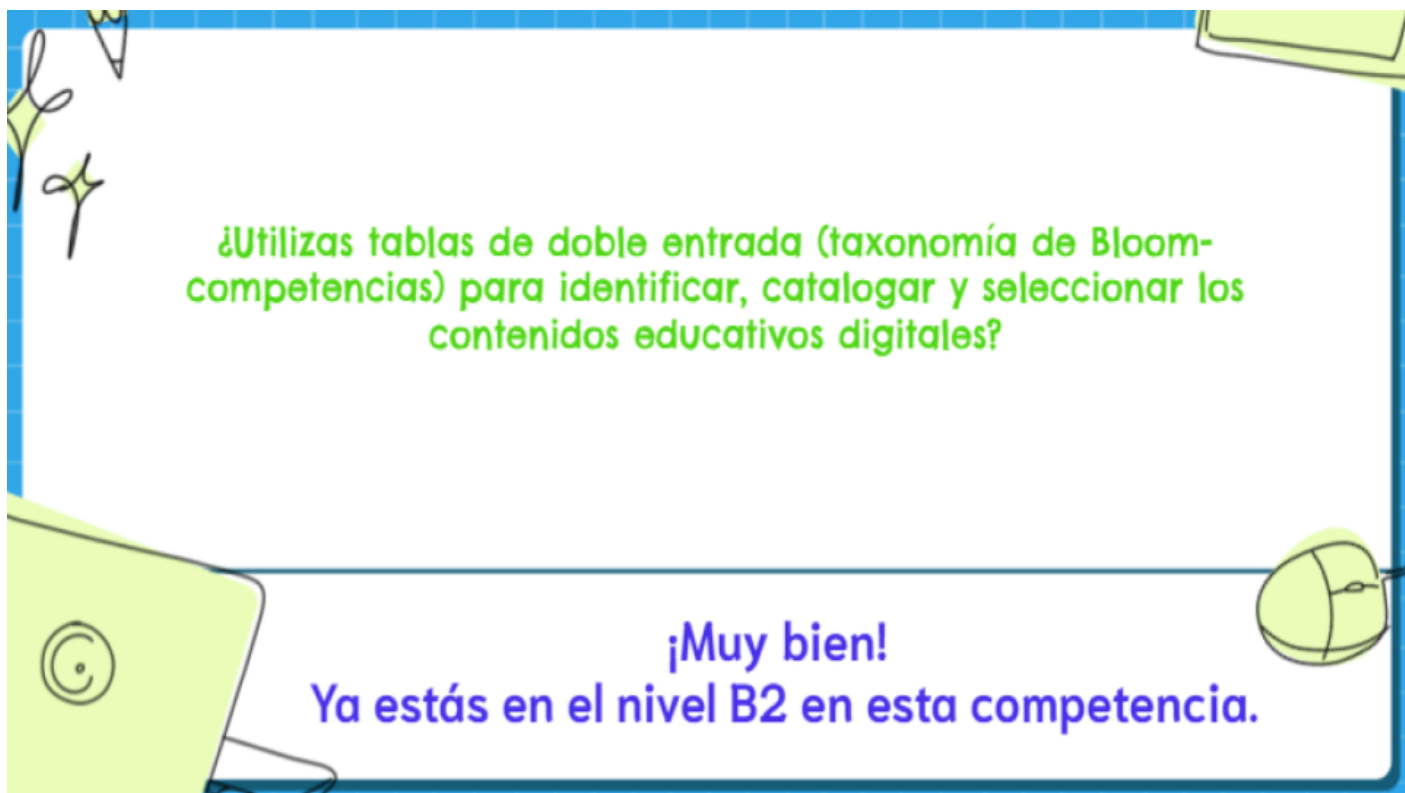 ¿Utilizas tablas de doble entrada (taxonomía de Bloom-
competencias) para identificar, catalogar y seleccionar los
contenidos educativos digitales?
¡Muy bien!
Ya estás en el nivel B2 en esta competencia.